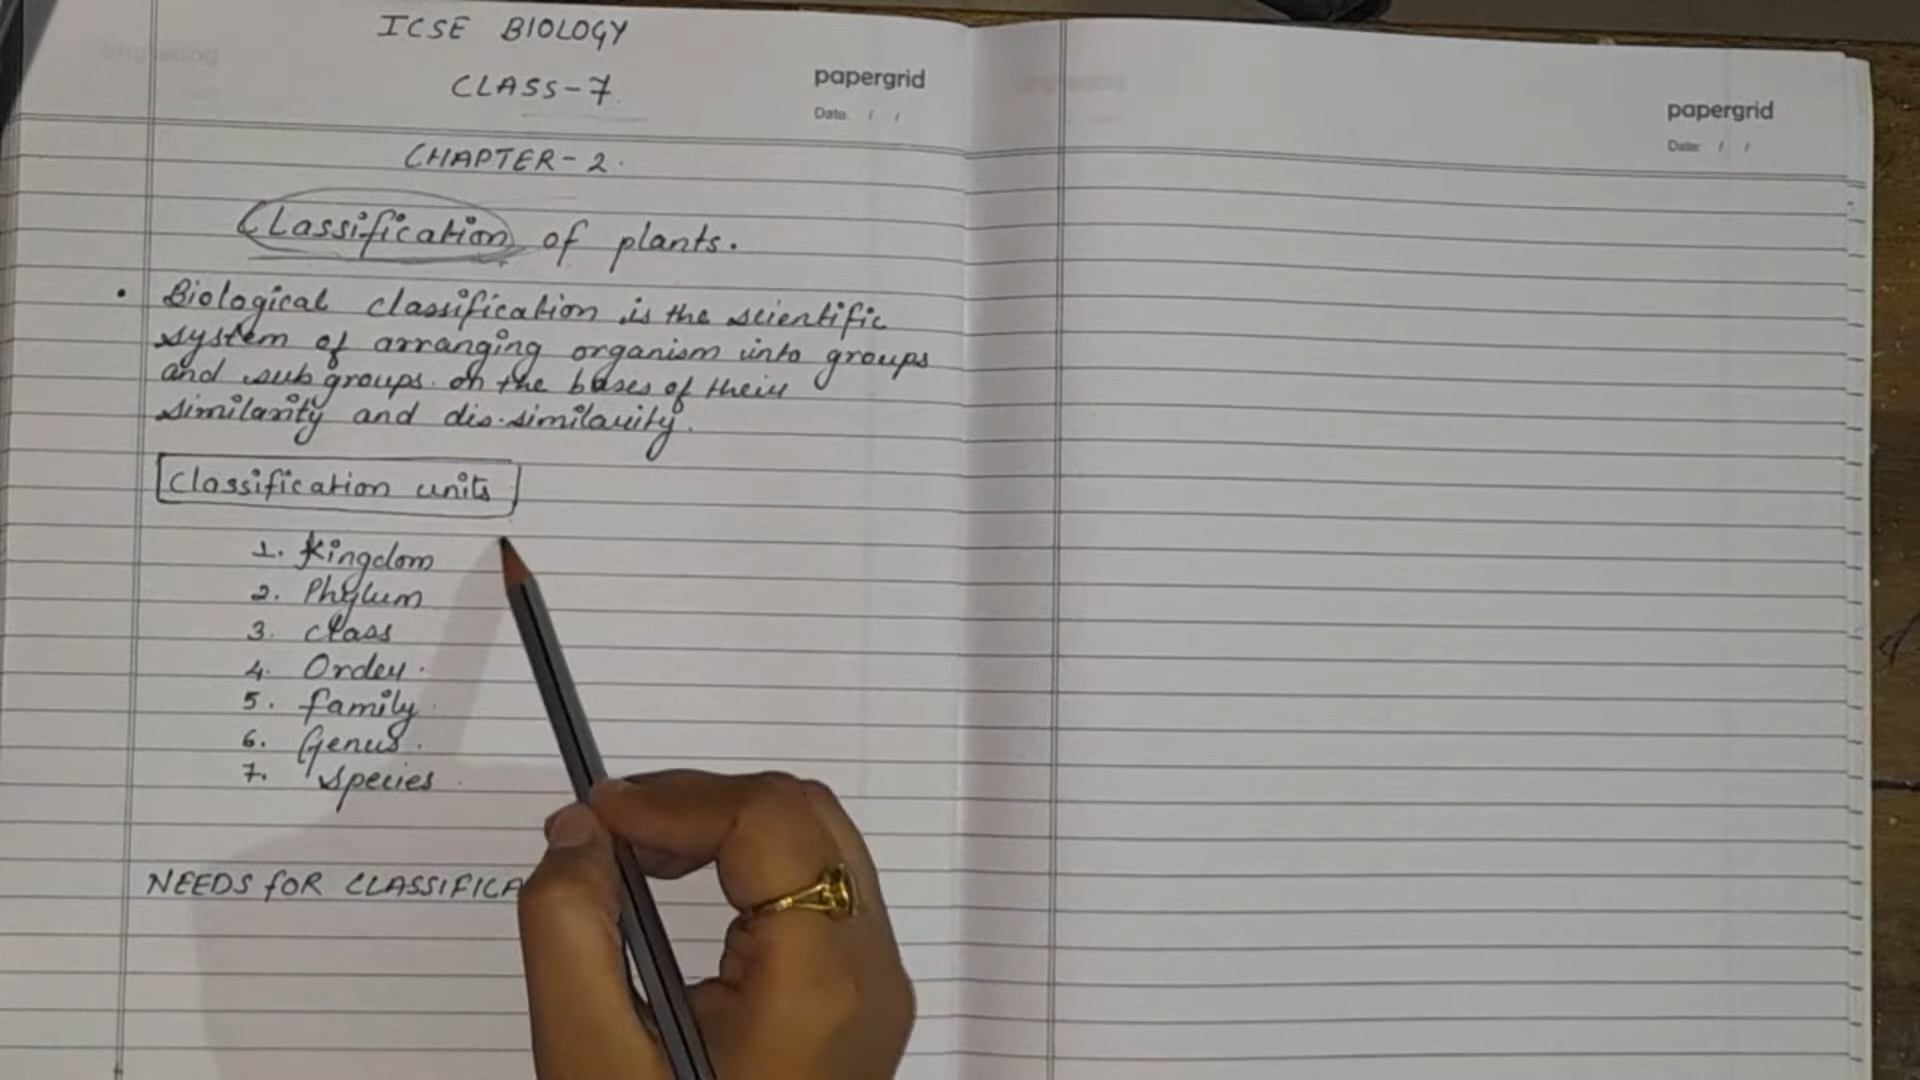 ICSE BIOLOGY
CLASS-7
papergrid
Date: / /
CHAPTER-2.
Classification of plants.
• Biological classification is the scientific
system of arranging organism into groups
and sub groups on the bases of their
similarity and dis-similarity.
Classification units
1. Kingdom
2. Phylum
3. class
4. Order.
5. family.
6. Genus.
7. species.
NEEDS FOR CLASSIFICA
papergrid
Date: / /